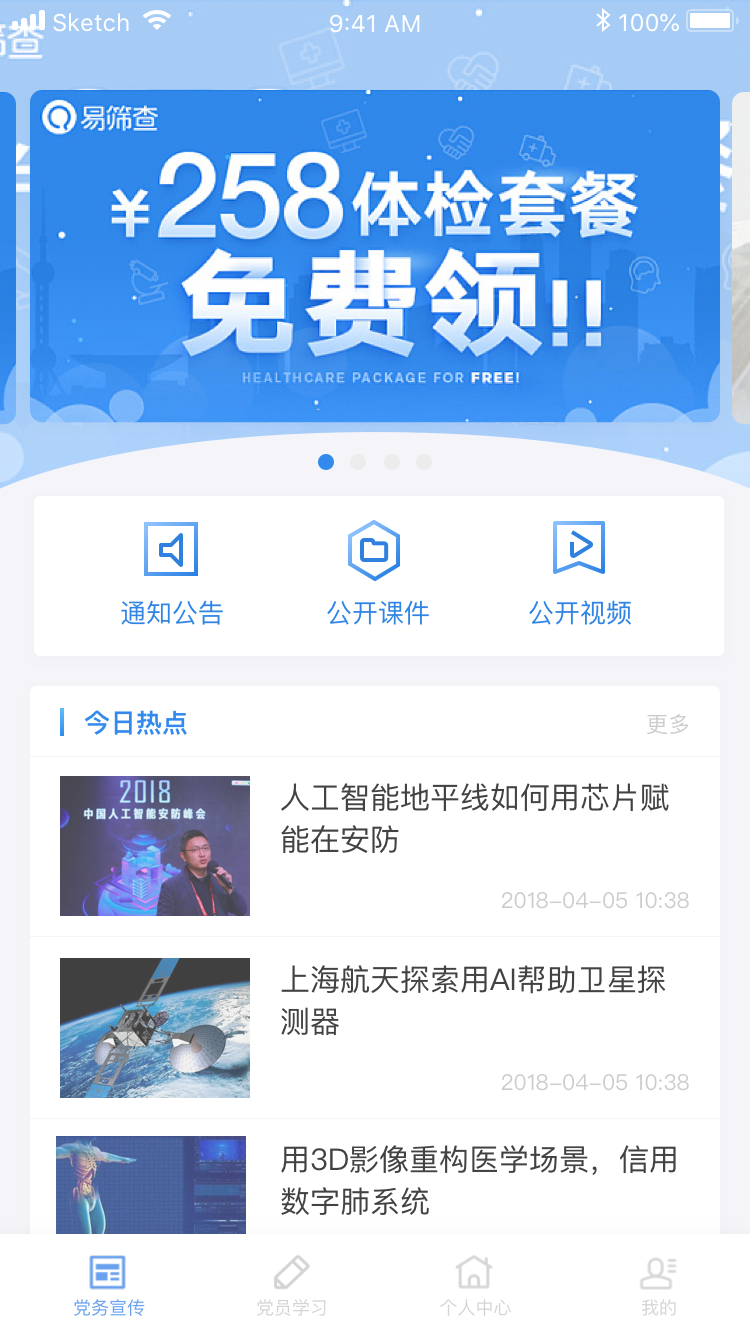 Sketch
9:41 AM
100%
筛查
易筛查
¥258体检套餐
免费领!!
HEALTHCARE PACKAGE FOR FREE!
通知公告
公开课件
公开视频
今日热点
更多
2018
中国人工智能安防峰会
人工智能地平线如何用芯片赋
能在安防
2018-04-05 10:38
上海航天探索用AI帮助卫星探
测器
2018-04-05 10:38
用3D影像重构医学场景，信用
数字肺系统
党务宣传
党员学习
个人中心
我的